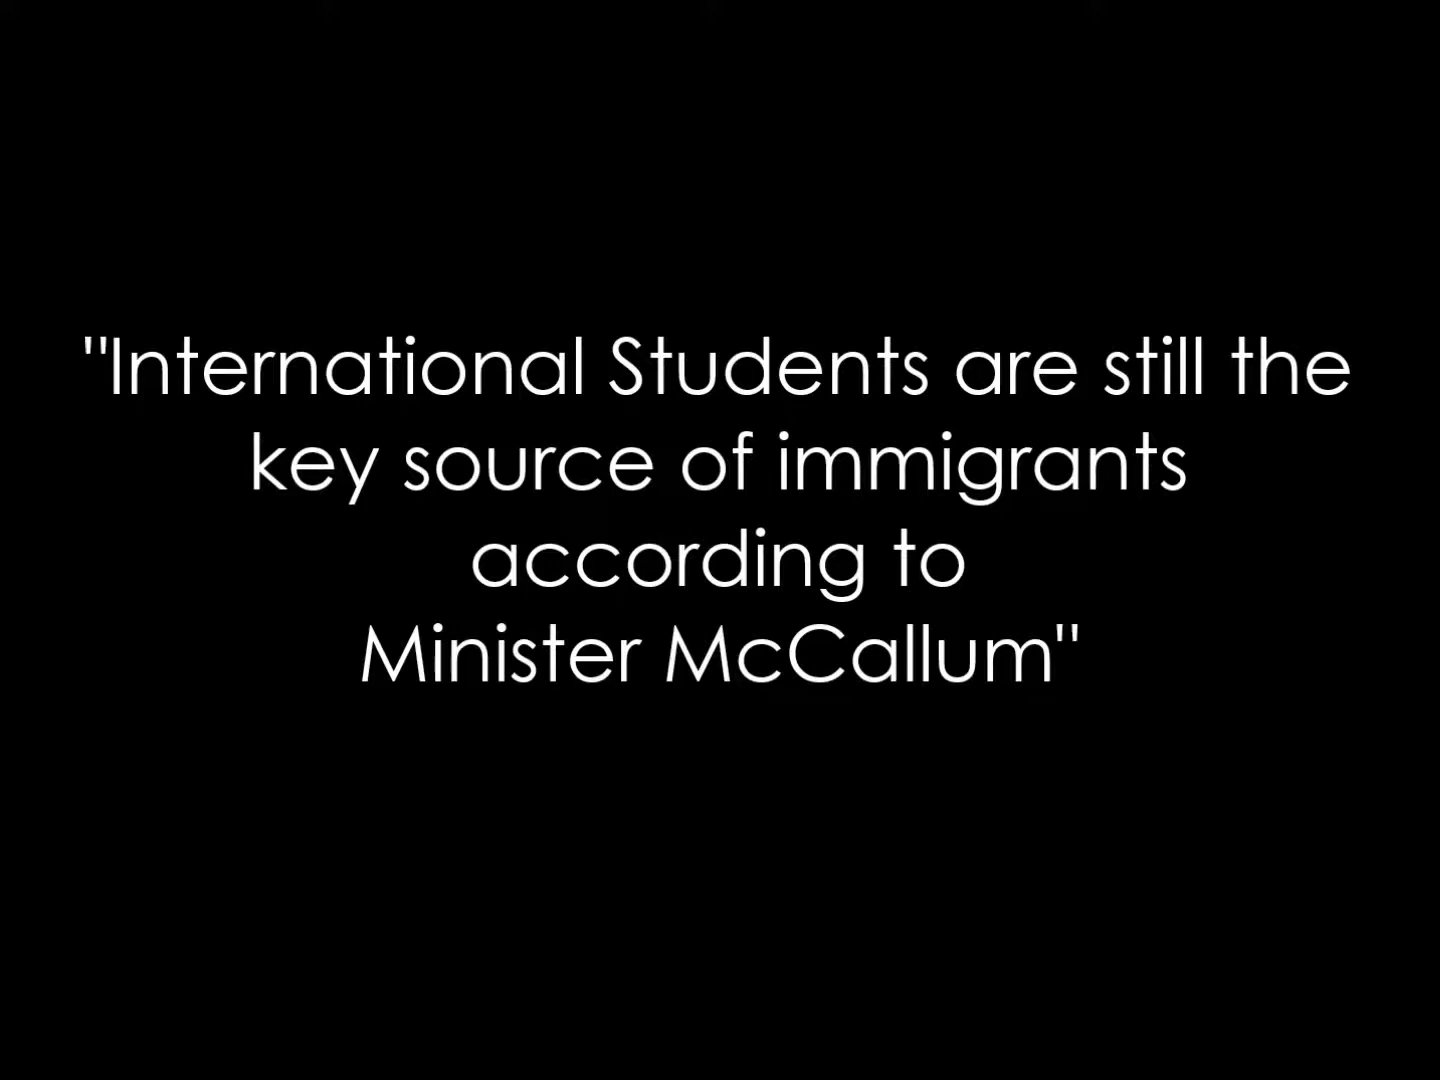 "International Students are still the
key source of immigrants
according to
Minister McCallum"